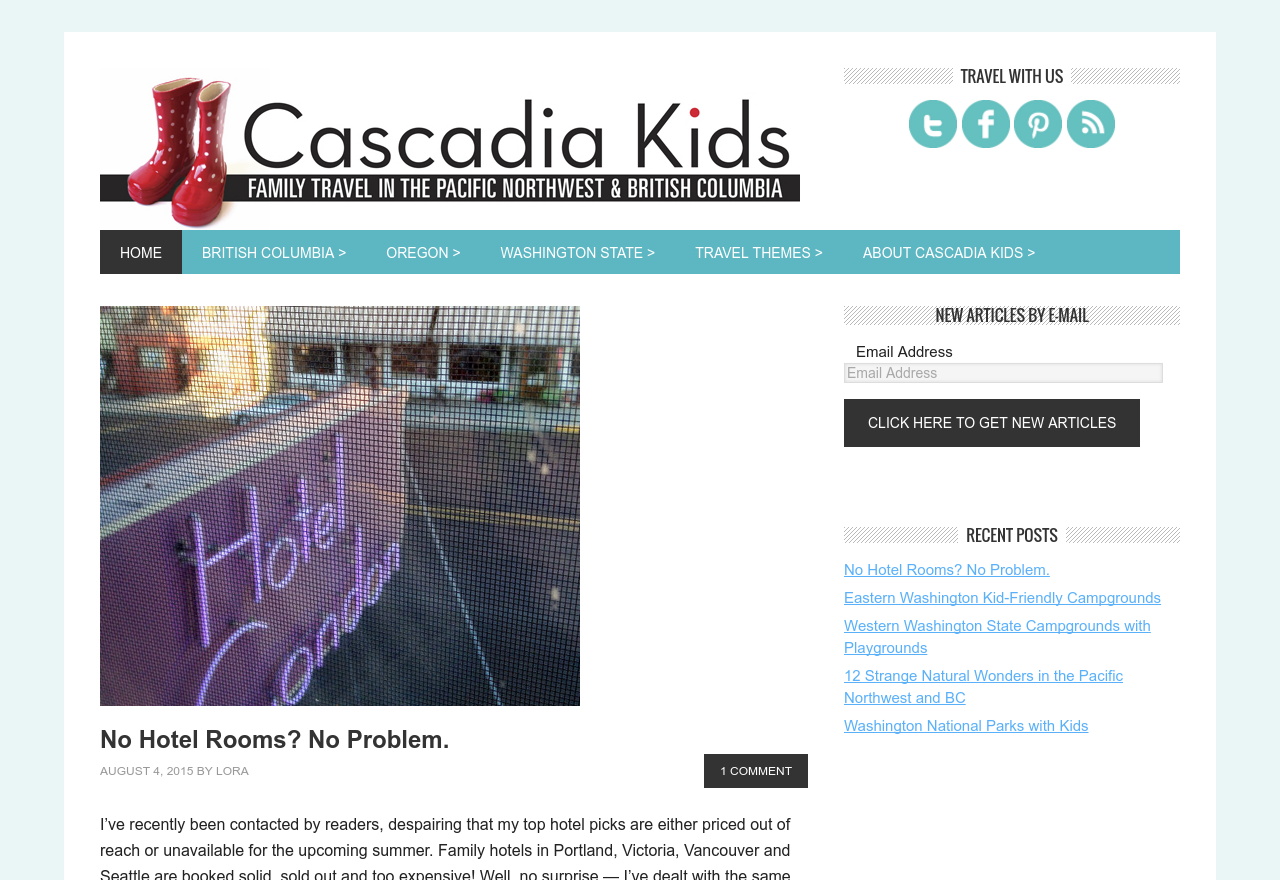 Cascadia Kids
FAMILY TRAVEL IN THE PACIFIC NORTHWEST & BRITISH COLUMBIA
TRAVEL WITH US
HOME
BRITISH COLUMBIA >
OREGON >
WASHINGTON STATE >
TRAVEL THEMES >
ABOUT CASCADIA KIDS >
Hotel
Condor
No Hotel Rooms? No Problem.
AUGUST 4, 2015 BY LORA
1 COMMENT
I’ve recently been contacted by readers, despairing that my top hotel picks are either priced out of
reach or unavailable for the upcoming summer. Family hotels in Portland, Victoria, Vancouver and
Seattle are booked solid, sold out and too expensive! Well, no surprise — I’ve dealt with the same
NEW ARTICLES BY E-MAIL
Email Address
Email Address
CLICK HERE TO GET NEW ARTICLES
RECENT POSTS
No Hotel Rooms? No Problem.
Eastern Washington Kid-Friendly Campgrounds
Western Washington State Campgrounds with
Playgrounds
12 Strange Natural Wonders in the Pacific
Northwest and BC
Washington National Parks with Kids